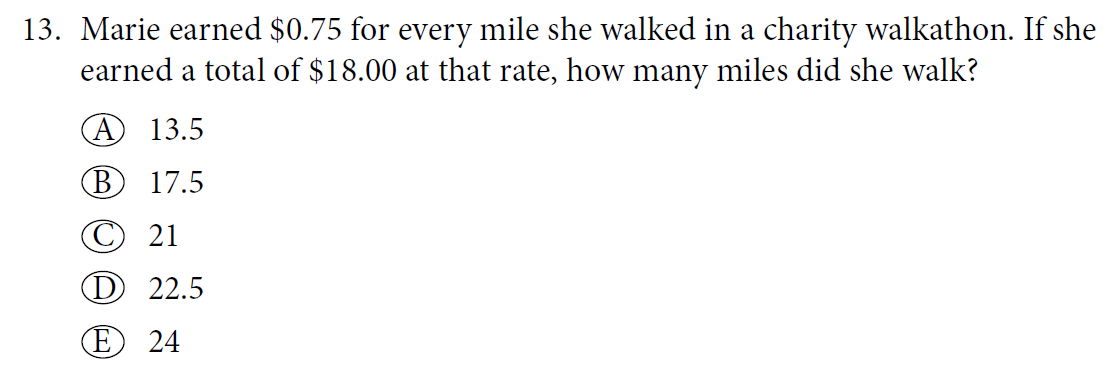 13. Marie earned $0.75 for every mile she walked in a charity walkathon. If she
earned a total of $18.00 at that rate, how many miles did she walk?
A 13.5
B 17.5
C 21
D 22.5
E 24